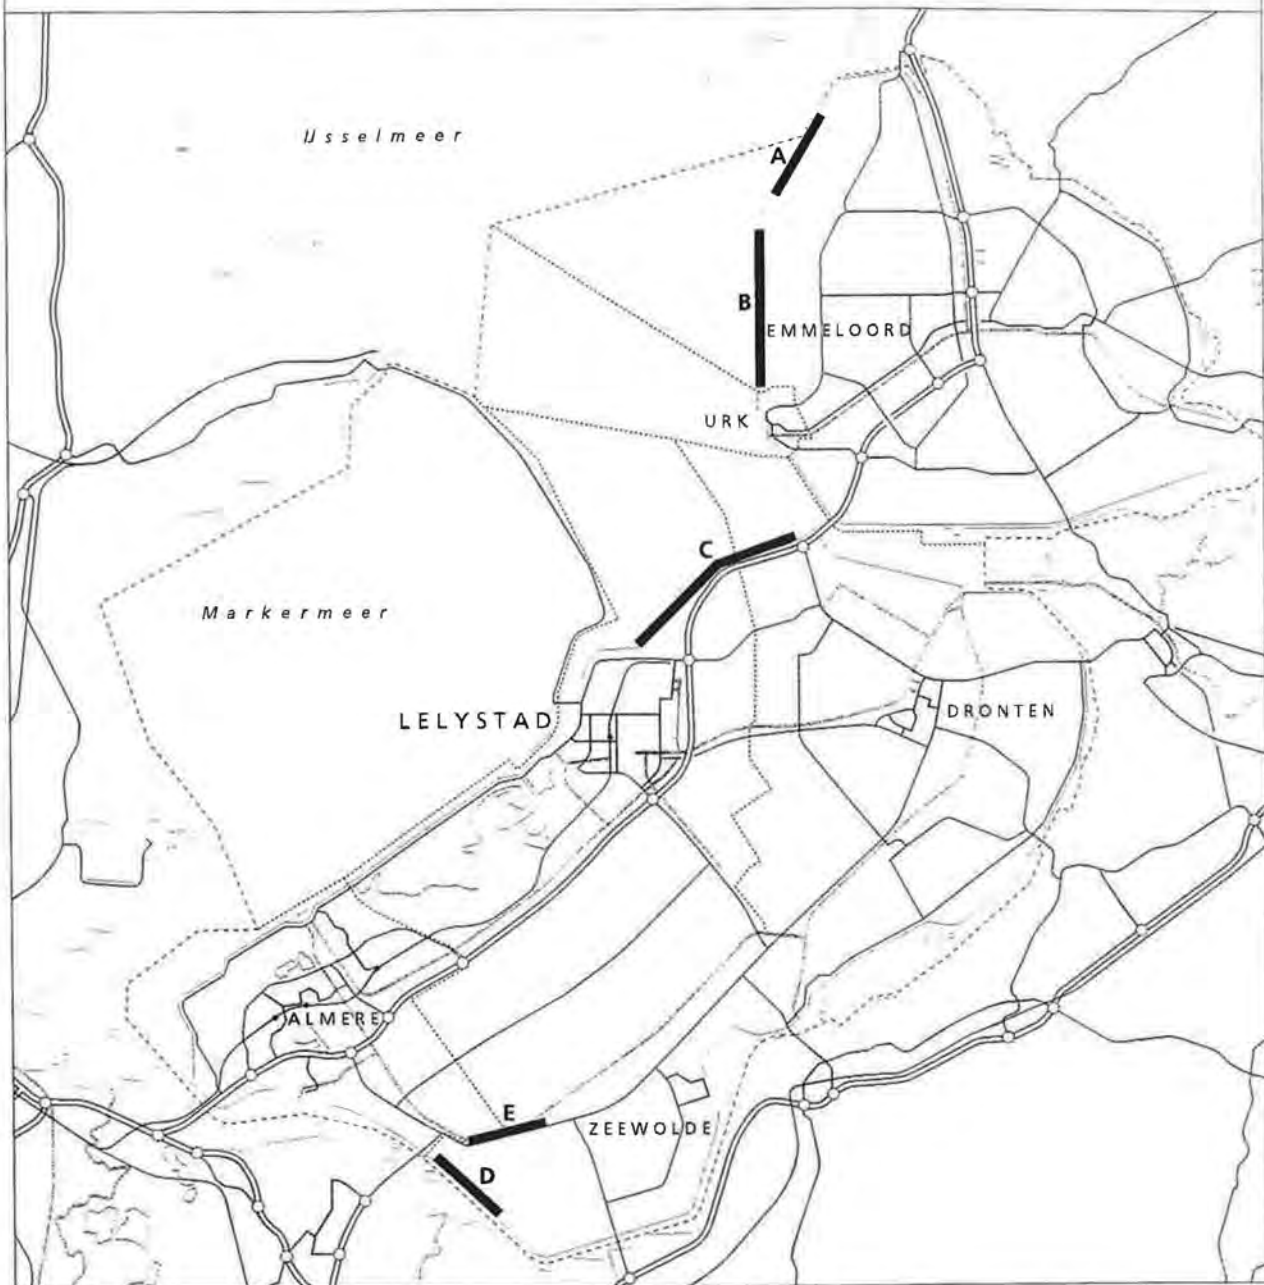 IJsselmeer
A
B
EMMELOORD
URK
C
Markermeer
LELYSTAD
DRONTEN
ALMERE
E
ZEEWOLDE
D